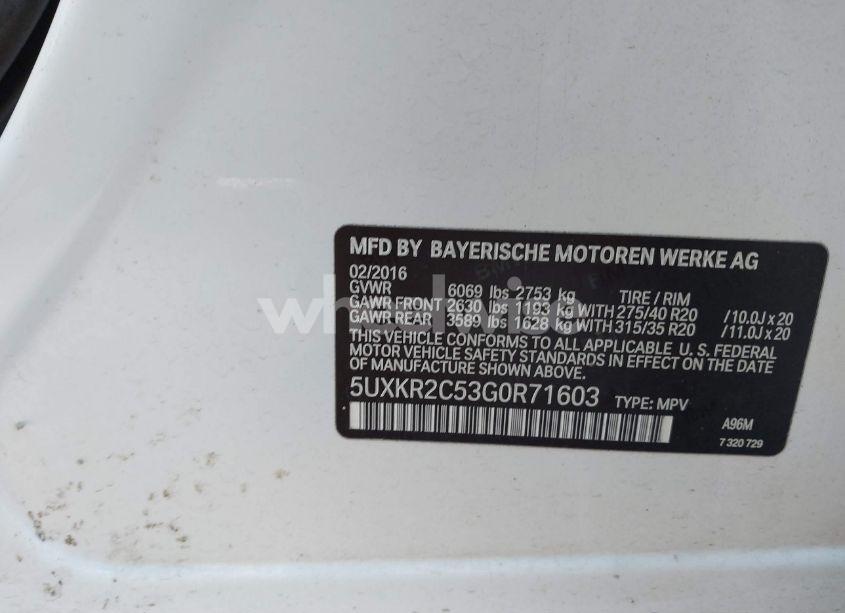 MFD BY BAYERISCHE MOTOREN WERKE AG
02/2016
GVWR 6069 lbs 2753 kg TIRE / RIM
GAWR FRONT 2630 lbs 1193 kg WITH 275/40 R20 /10.0J x 20
GAWR REAR 3589 lbs 1628 kg WITH 315/35 R20 /11.0J x 20
THIS VEHICLE CONFORMS TO ALL APPLICABLE U. S. FEDERAL
MOTOR VEHICLE SAFETY STANDARDS IN EFFECT ON THE DATE
OF MANUFACTURE SHOWN ABOVE.
5UXKR2C53G0R71603 TYPE: MPV
A96M
7 320 729